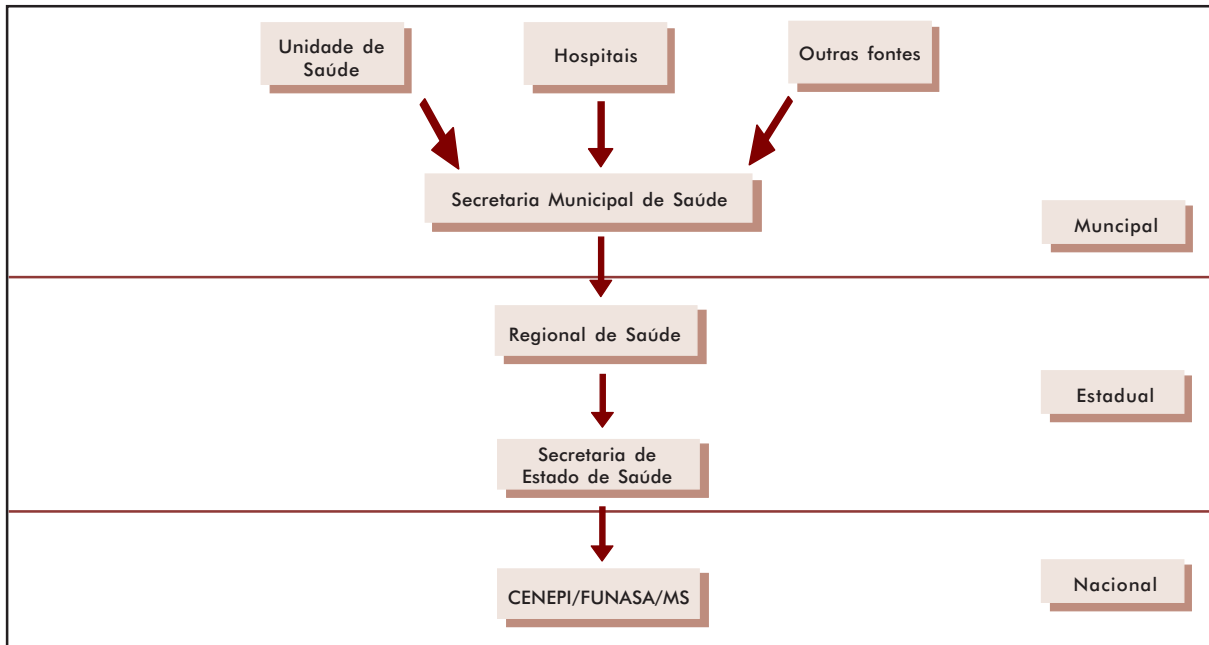 Unidade de
Saúde
Hospitais
Outras fontes
Secretaria Municipal de Saúde
Muncipal
Regional de Saúde
Estadual
Secretaria de
Estado de Saúde
CENEPI/FUNASA/MS
Nacional